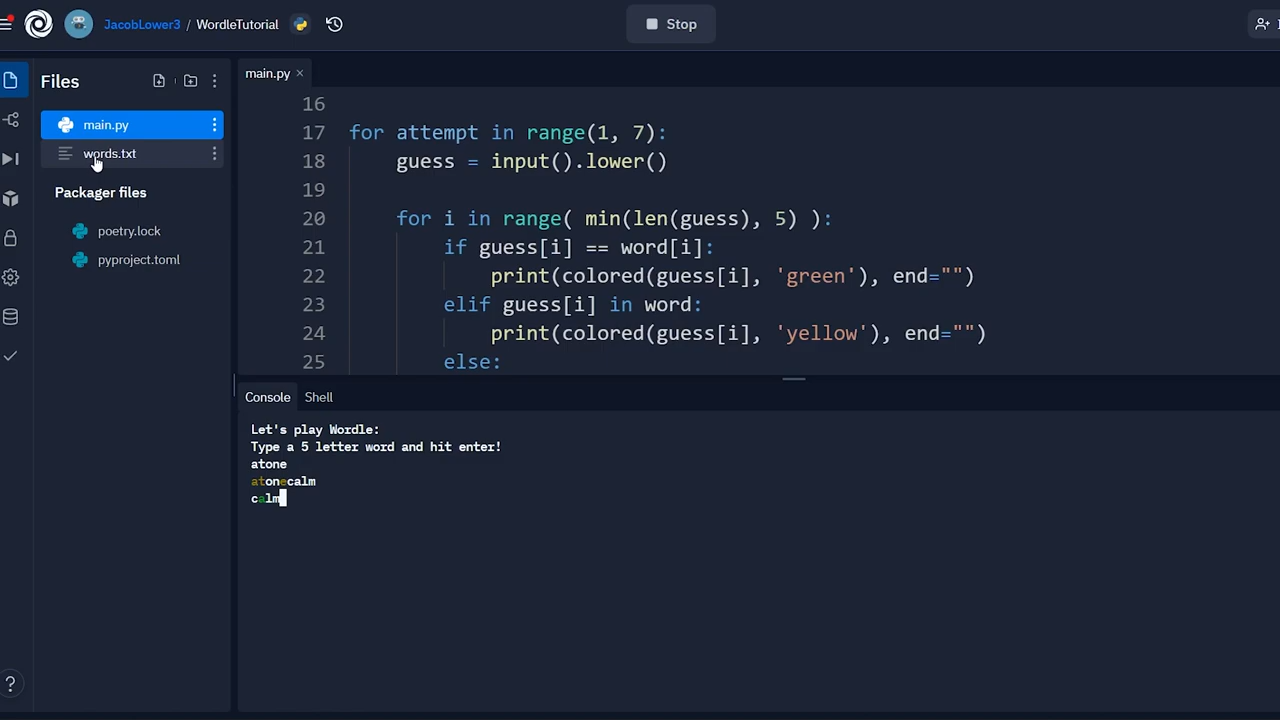 JacobLower3 / WordleTutorial
Stop
Files
main.py
words.txt
Packager files
poetry.lock
pyproject.toml
main.py ×
16
17 for attempt in range(1, 7):
18 guess = input().lower()
19
20 for i in range( min(len(guess), 5) ):
21 if guess[i] == word[i]:
22 print(colored(guess[i], 'green'), end="")
23 elif guess[i] in word:
24 print(colored(guess[i], 'yellow'), end="")
25 else:
Console Shell
Let's play Wordle:
Type a 5 letter word and hit enter!
atone
atonecalm
calm
?